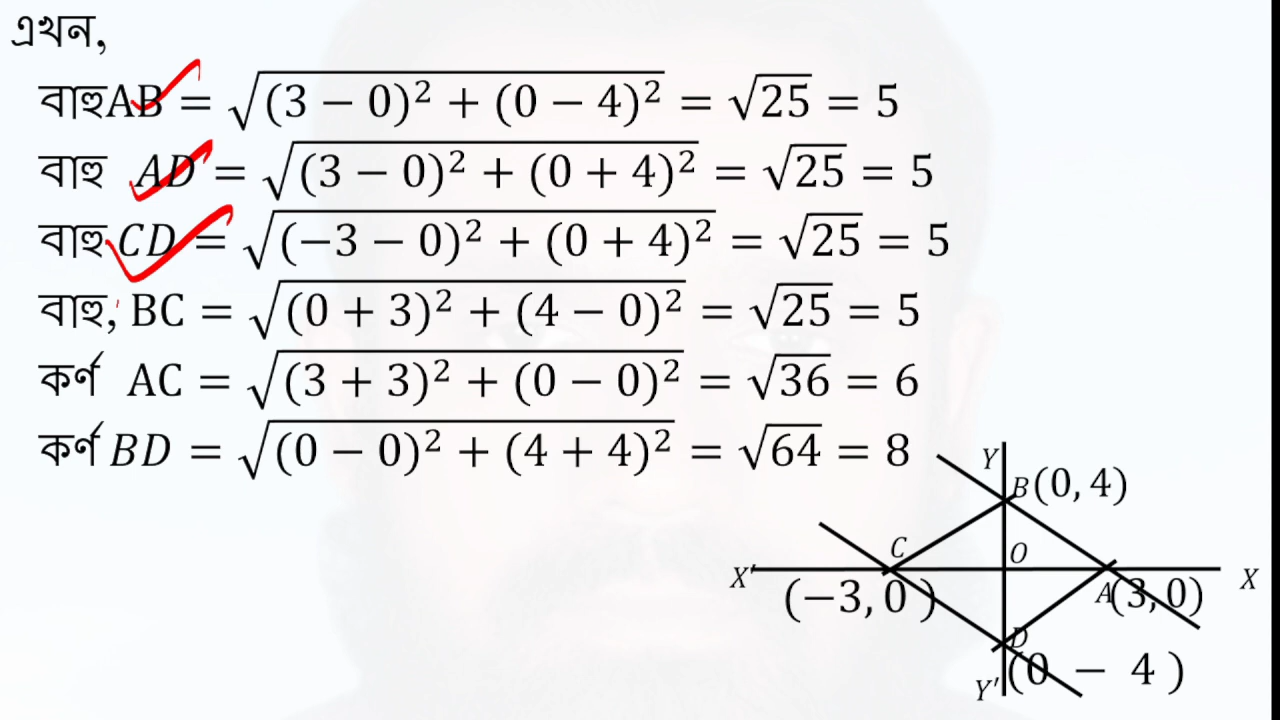 এখন,
বাহুAB = √(3 − 0)² + (0 − 4)² = √25 = 5
বাহু AD = √(3 − 0)² + (0 + 4)² = √25 = 5
বাহু CD = √(−3 − 0)² + (0 + 4)² = √25 = 5
বাহু, BC = √(0 + 3)² + (4 − 0)² = √25 = 5
কর্ণ AC = √(3 + 3)² + (0 − 0)² = √36 = 6
কর্ণ BD = √(0 − 0)² + (4 + 4)² = √64 = 8
Y
B(0, 4)
C O
X′ X
(−3, 0 ) A(3, 0)
D
Y′ (0 − 4 )